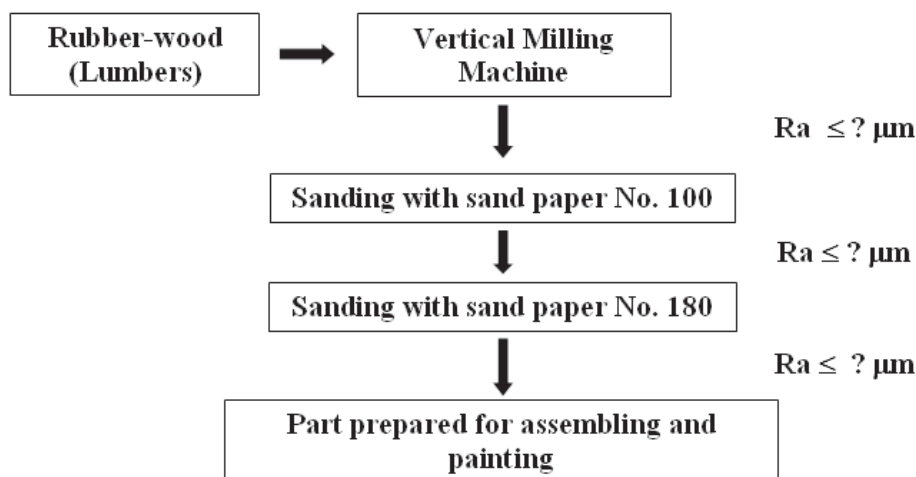 Rubber-wood
(Lumbers)
Vertical Milling
Machine
Ra ≤ ? µm
Sanding with sand paper No. 100
Ra ≤ ? µm
Sanding with sand paper No. 180
Ra ≤ ? µm
Part prepared for assembling and
painting